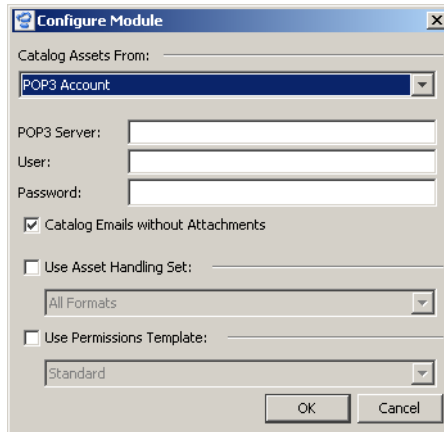 Configure Module
Catalog Assets From:
POP3 Account
POP3 Server:
User:
Password:
Catalog Emails without Attachments
Use Asset Handling Set:
All Formats
Use Permissions Template:
Standard
OK Cancel